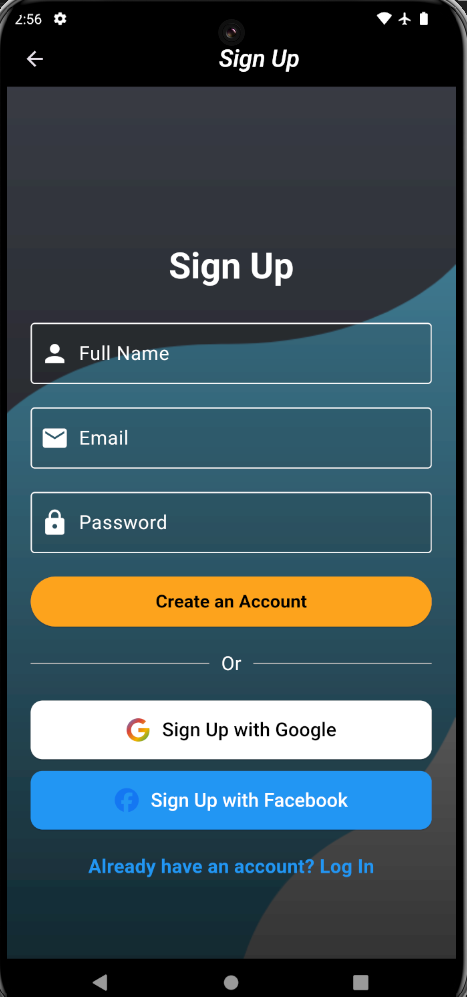 2:56
Sign Up
Sign Up
Full Name
Email
Password
Create an Account
Or
Sign Up with Google
Sign Up with Facebook
Already have an account? Log In